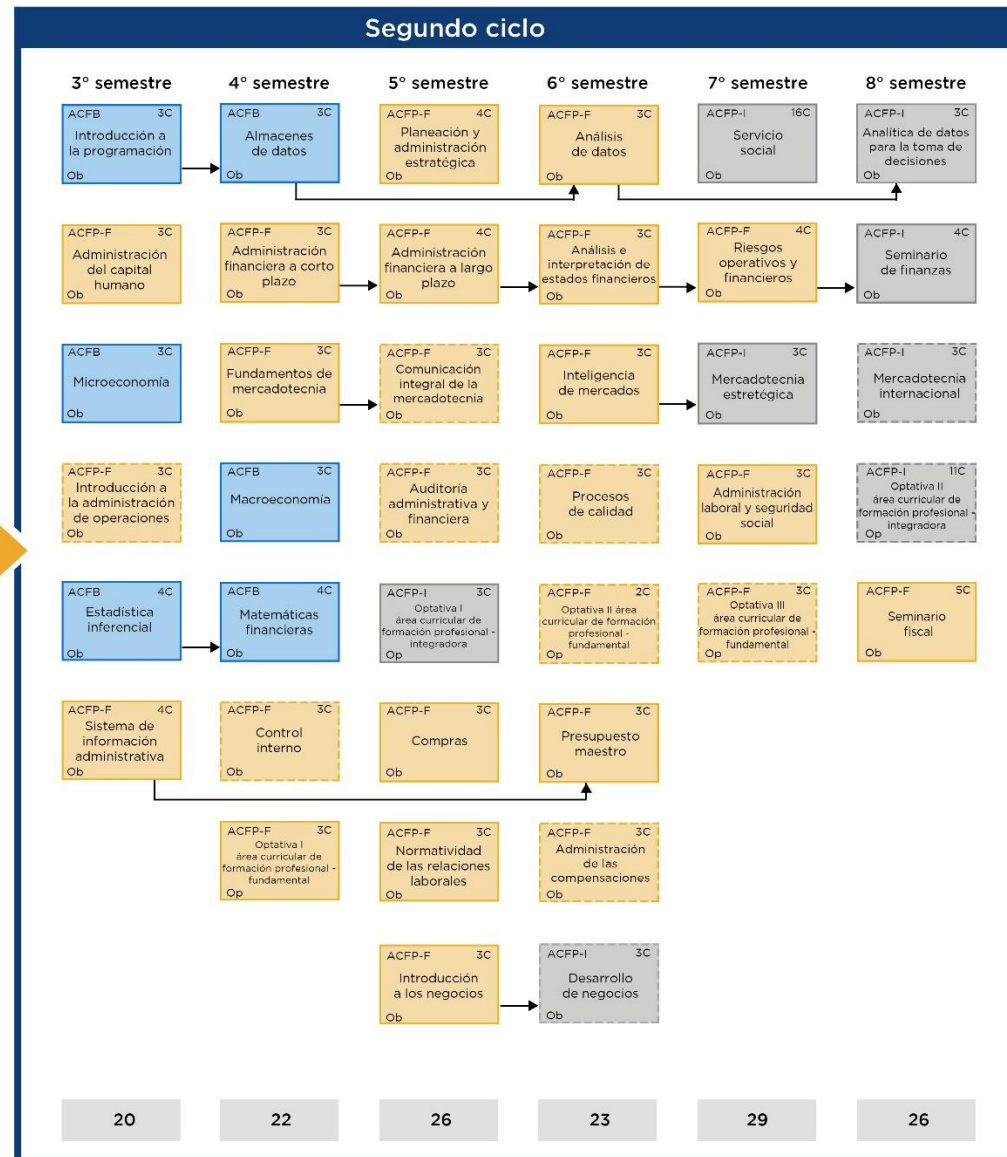 Segundo ciclo
3° semestre
4° semestre
5° semestre
6° semestre
7° semestre
8° semestre
ACFB 3C
Introducción a
la programación
Ob
ACFB 3C
Almacenes
de datos
Ob
ACFP-F 4C
Planeación y
administración
estratégica
Ob
ACFP-F 3C
Análisis
de datos
Ob
ACFP-I 16C
Servicio
social
Ob
ACFP-I 3C
Analítica de datos
para la toma de
decisiones
Ob
ACFP-F 3C
Administración
del capital
humano
Ob
ACFP-F 3C
Administración
financiera a corto
plazo
Ob
ACFP-F 4C
Administración
financiera a largo
plazo
Ob
ACFP-F 3C
Análisis e
interpretación de
estados financieros
Ob
ACFP-F 4C
Riesgos
operativos y
financieros
Ob
ACFP-I 4C
Seminario
de finanzas
Ob
ACFB 3C
Microeconomía
Ob
ACFP-F 3C
Fundamentos de
mercadotecnia
Ob
ACFP-F 3C
Comunicación
integral de la
mercadotecnia
Ob
ACFP-F 3C
Inteligencia
de mercados
Ob
ACFP-I 3C
Mercadotecnia
estretégica
Ob
ACFP-I 3C
Mercadotecnia
internacional
Ob
ACFP-F 3C
Introducción a
la administración
de operaciones
Ob
ACFB 3C
Macroeconomía
Ob
ACFP-F 3C
Auditoría
administrativa y
financiera
Ob
ACFP-F 3C
Procesos
de calidad
Ob
ACFP-F 3C
Administración
laboral y seguridad
social
Ob
ACFP-I 11C
Optativa II
área curricular de
formación profesional -
integradora
Op
ACFB 4C
Estadística
inferencial
Ob
ACFB 4C
Matemáticas
financieras
Ob
ACFP-I 3C
Optativa I
área curricular de
formación profesional -
integradora
Op
ACFP-F 2C
Optativa II área
curricular de formación
profesional -
fundamental
Op
ACFP-F 3C
Optativa III
área curricular de
formación profesional -
fundamental
Op
ACFP-F 5C
Seminario
fiscal
Ob
ACFP-F 4C
Sistema de
información
administrativa
Ob
ACFP-F 3C
Control
interno
Ob
ACFP-F 3C
Compras
Ob
ACFP-F 3C
Presupuesto
maestro
Ob
ACFP-F 3C
Optativa I
área curricular de
formación profesional -
fundamental
Op
ACFP-F 3C
Normatividad
de las relaciones
laborales
Ob
ACFP-F 3C
Administración
de las
compensaciones
Ob
ACFP-F 3C
Introducción
a los negocios
Ob
ACFP-I 3C
Desarrollo
de negocios
Ob
20
22
26
23
29
26